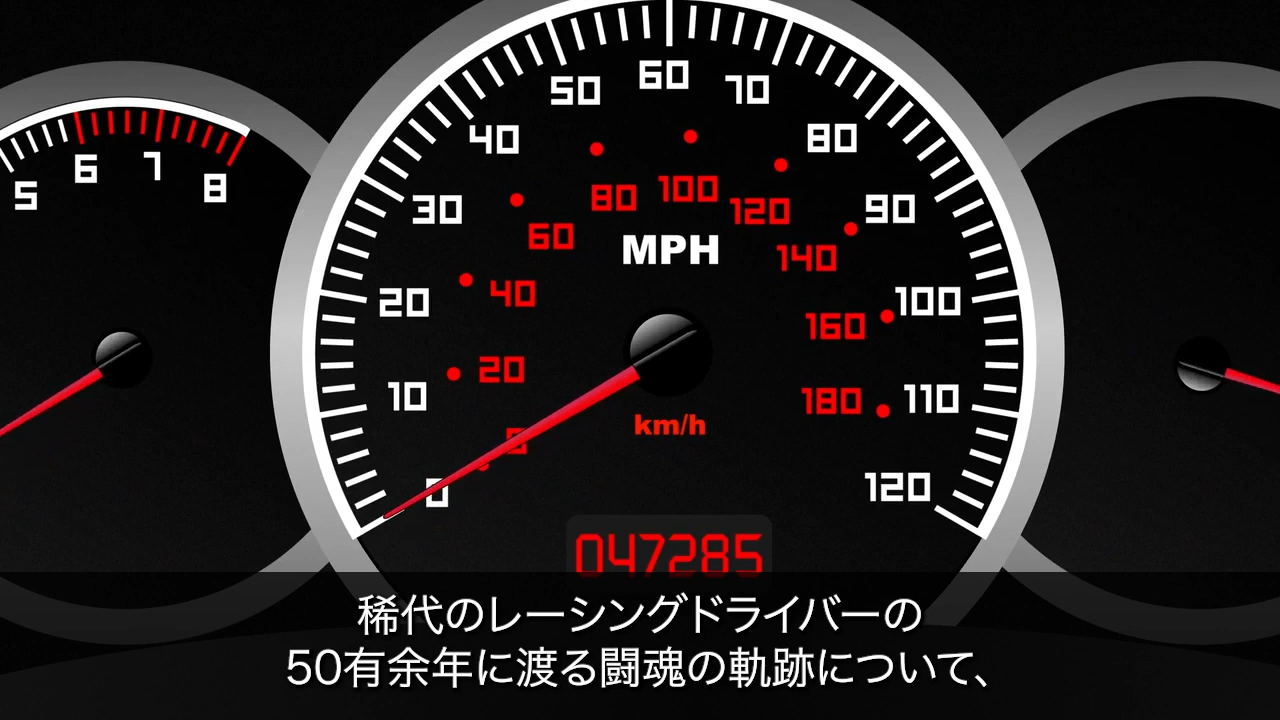 5 6 7 8
0 10 20 30 40 50 60 70 80 90 100 110 120
20 40 60 80 100 120 140 160 180
MPH
km/h
047285
稀代のレーシングドライバーの
50有余年に渡る闘魂の軌跡について、